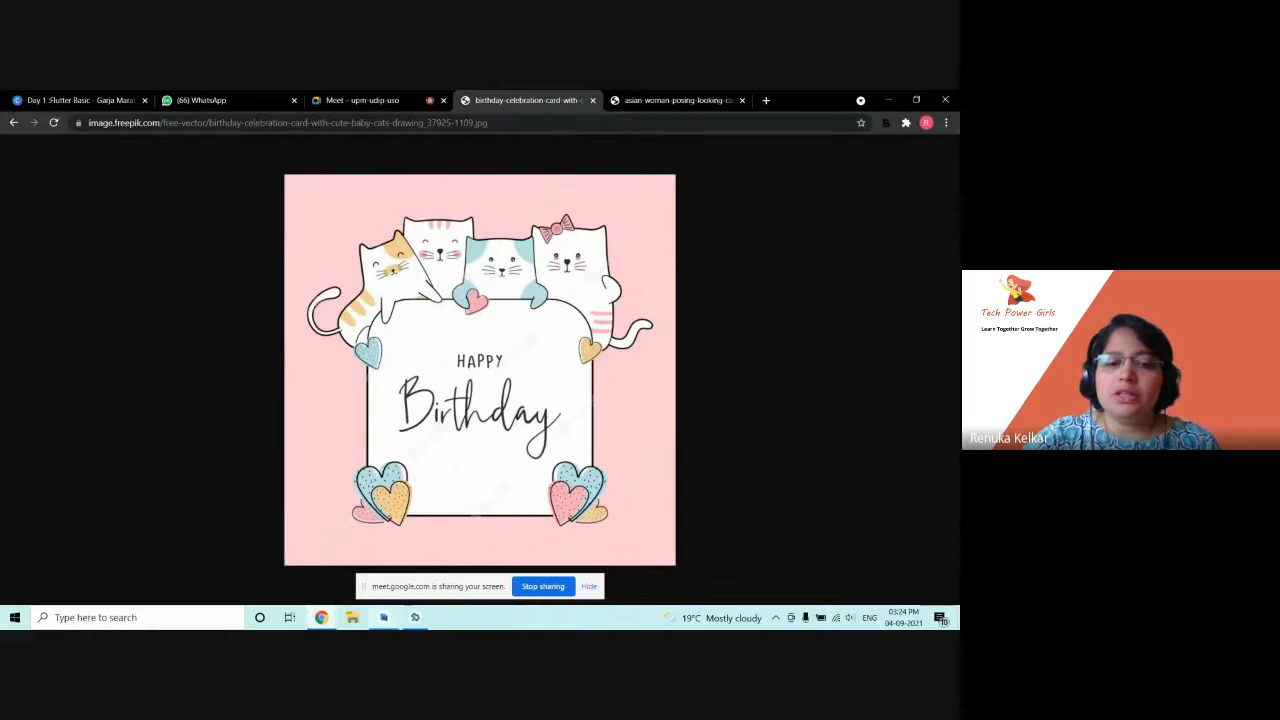 Day 1 :Flutter Basic - Garja Marat
(66) WhatsApp
Meet – upm-udip-uso
birthday-celebration-card-with-c
asian-woman-posing-looking-ca
image.freepik.com/free-vector/birthday-celebration-card-with-cute-baby-cats-drawing_37925-1109.jpg
R
HAPPY
Birthday
meet.google.com is sharing your screen.
Stop sharing
Hide
Type here to search
19°C Mostly cloudy
ENG
03:24 PM
04-09-2021
10
Tech Power Girls
Learn Together Grow Together
Renuka Kelkar